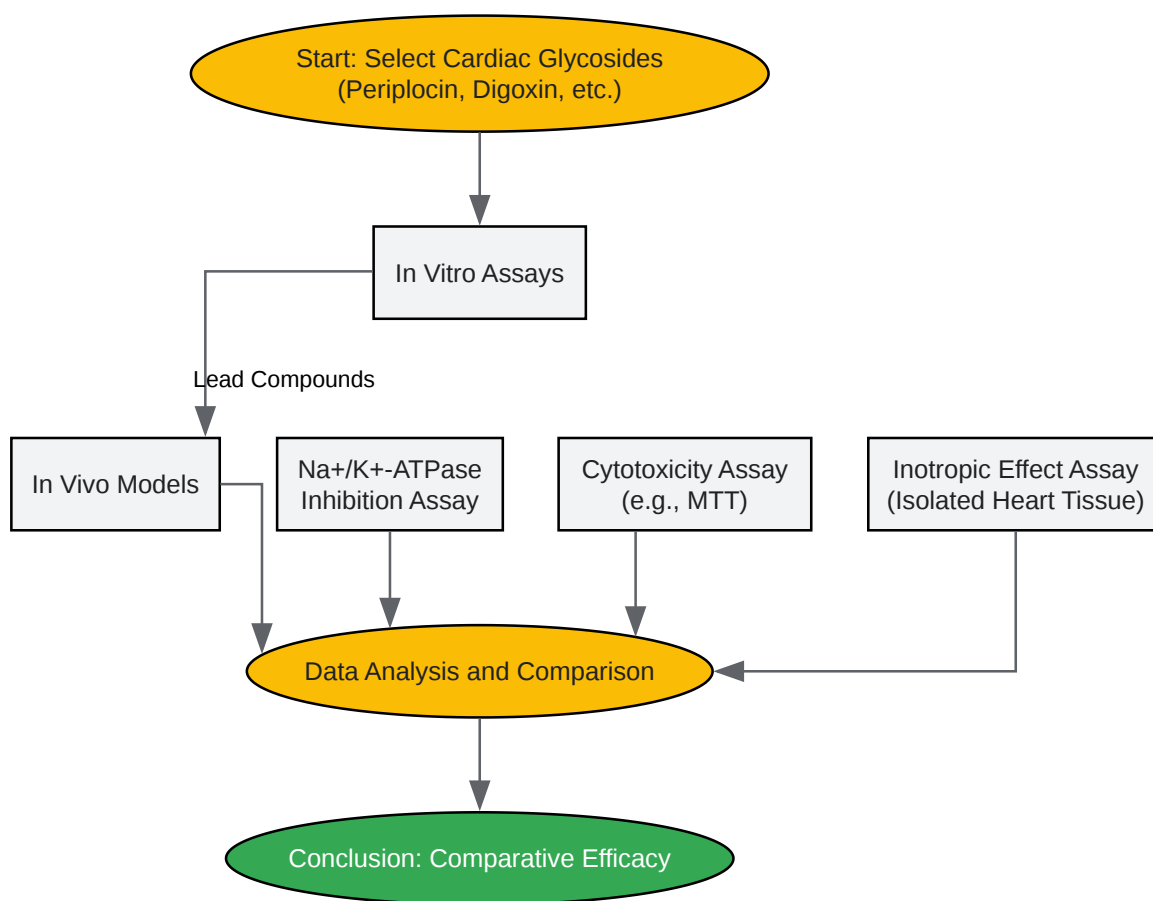 Start: Select Cardiac Glycosides
(Periplocin, Digoxin, etc.)
In Vitro Assays
Lead Compounds
In Vivo Models
Na+/K+-ATPase
Inhibition Assay
Cytotoxicity Assay
(e.g., MTT)
Inotropic Effect Assay
(Isolated Heart Tissue)
Data Analysis and Comparison
Conclusion: Comparative Efficacy